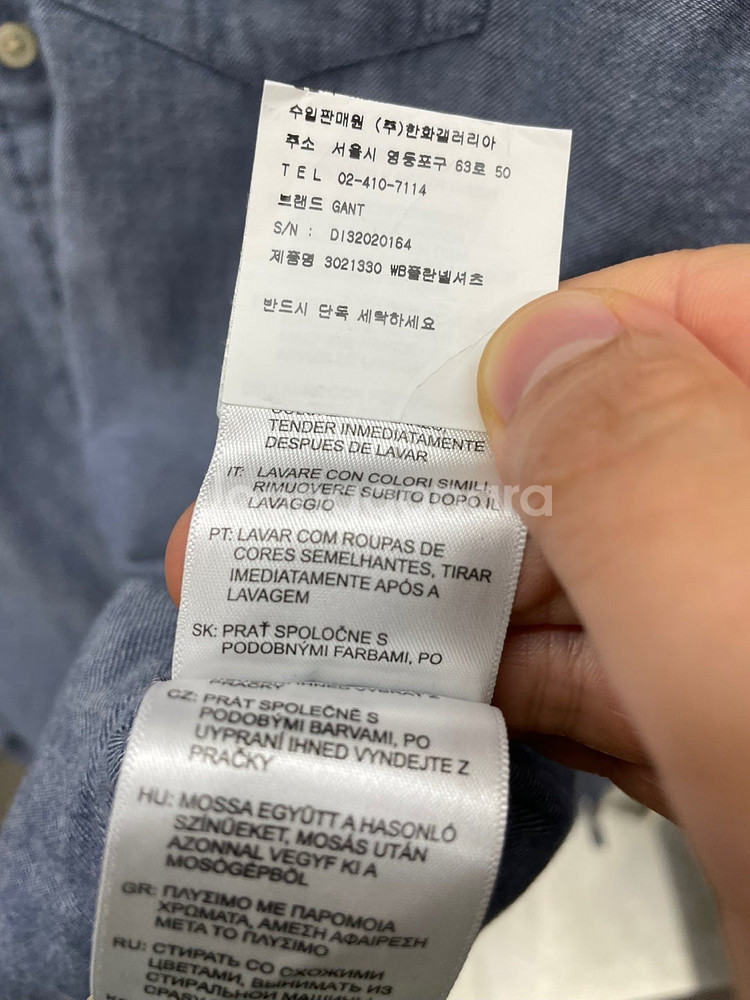 수입판매원 (주)한화갤러리아
주소 서울시 영등포구 63로 50
TEL 02-410-7114
브랜드 GANT
S/N : DI32020164
제품명 3021330 WB플란넬셔츠
반드시 단독 세탁하세요
TENDER INMEDIATAMENTE
DESPUES DE LAVAR
IT: LAVARE CON COLORI SIMILI,
RIMUOVERE SUBITO DOPO IL
LAVAGGIO
PT: LAVAR COM ROUPAS DE
CORES SEMELHANTES, TIRAR
IMEDIATAMENTE APÓS A
LAVAGEM
SK: PRAŤ SPOLOČNE S
PODOBNÝMI FARBAMI, PO
PRAČKY
CZ: PRÁT SPOLEČNĚ S
PODOBÝMI BARVAMI, PO
UYPRANÍ IHNED VYNDEJTE Z
PRAČKY
HU: MOSSA EGYÜTT A HASONLÓ
SZÍNŰEKET, MOSÁS UTÁN
AZONNAL VEGYF KI A
MOSÓGÉPBŐL
GR: ΠΛΥΣΙΜΟ ΜΕ ΠΑΡΟΜΟΙΑ
ΧΡΩΜΑΤΑ, ΑΜΕΣΗ ΑΦΑΙΡΕΣΗ
ΜΕΤΑ ΤΟ ΠΛΥΣΙΜΟ
RU: СТИРАТЬ СО СХОЖИМИ
ЦВЕТАМИ, ВЫНИМАТЬ ИЗ
СТИРАЛЬНОЙ МАШИНЫ
СРАЗУ